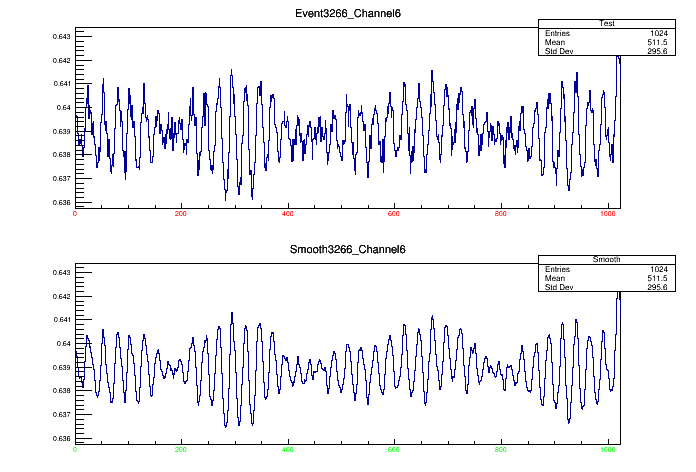 Event3266_Channel6
Test
Entries 1024
Mean 511.5
Std Dev 295.6
0.643
0.642
0.641
0.64
0.639
0.638
0.637
0.636
0 200 400 600 800 1000
Smooth3266_Channel6
Smooth
Entries 1024
Mean 511.5
Std Dev 295.6
0.643
0.642
0.641
0.64
0.639
0.638
0.637
0.636
0 200 400 600 800 1000